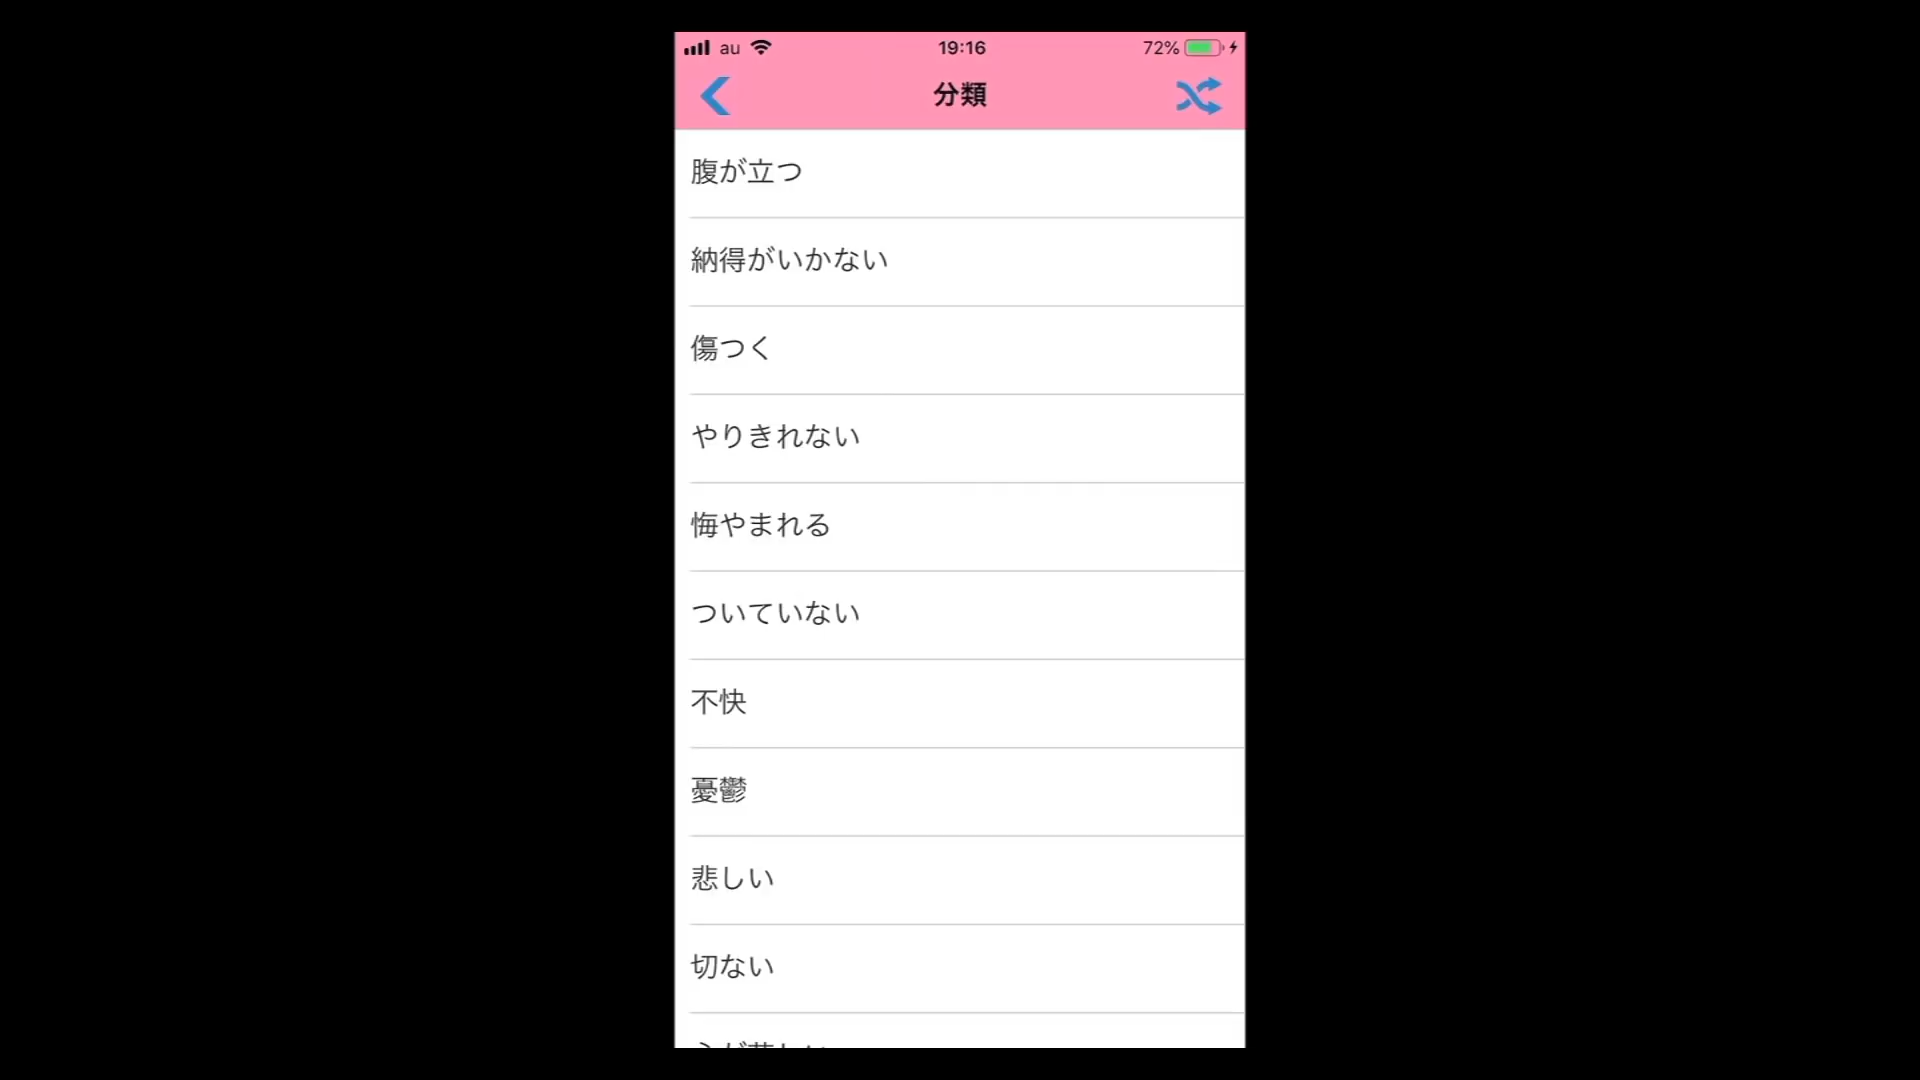 au 19:16 72%
分類
腹が立つ
納得がいかない
傷つく
やりきれない
悔やまれる
ついていない
不快
憂鬱
悲しい
切ない